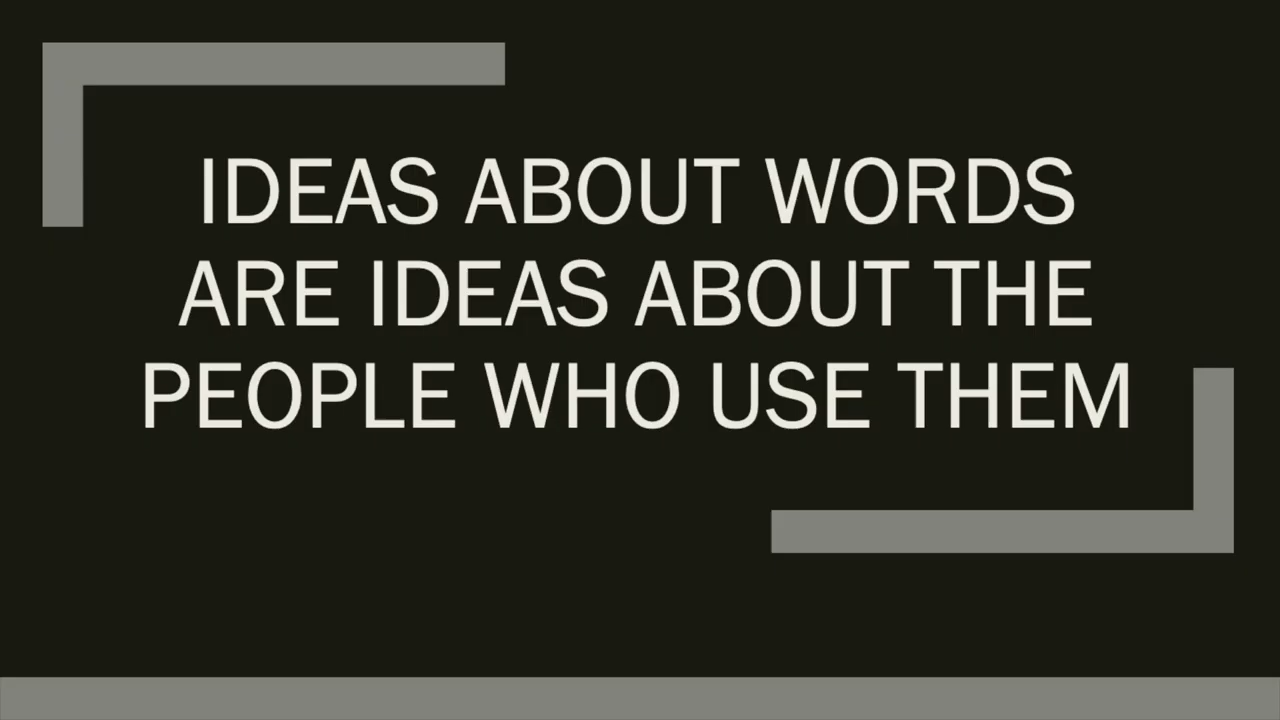 IDEAS ABOUT WORDS
ARE IDEAS ABOUT THE
PEOPLE WHO USE THEM